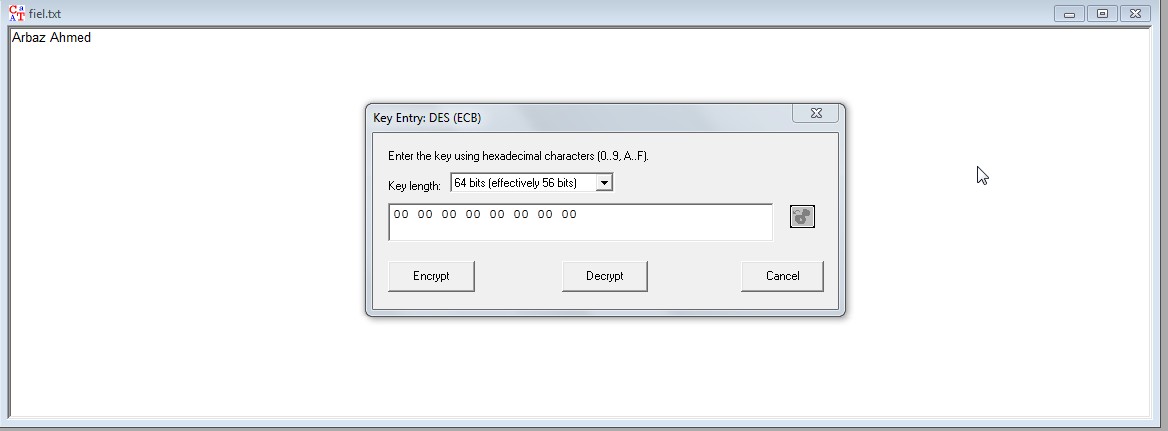 fiel.txt
Arbaz Ahmed
Key Entry: DES (ECB)
Enter the key using hexadecimal characters (0..9, A..F).
Key length: 64 bits (effectively 56 bits)
00 00 00 00 00 00 00 00
Encrypt Decrypt Cancel